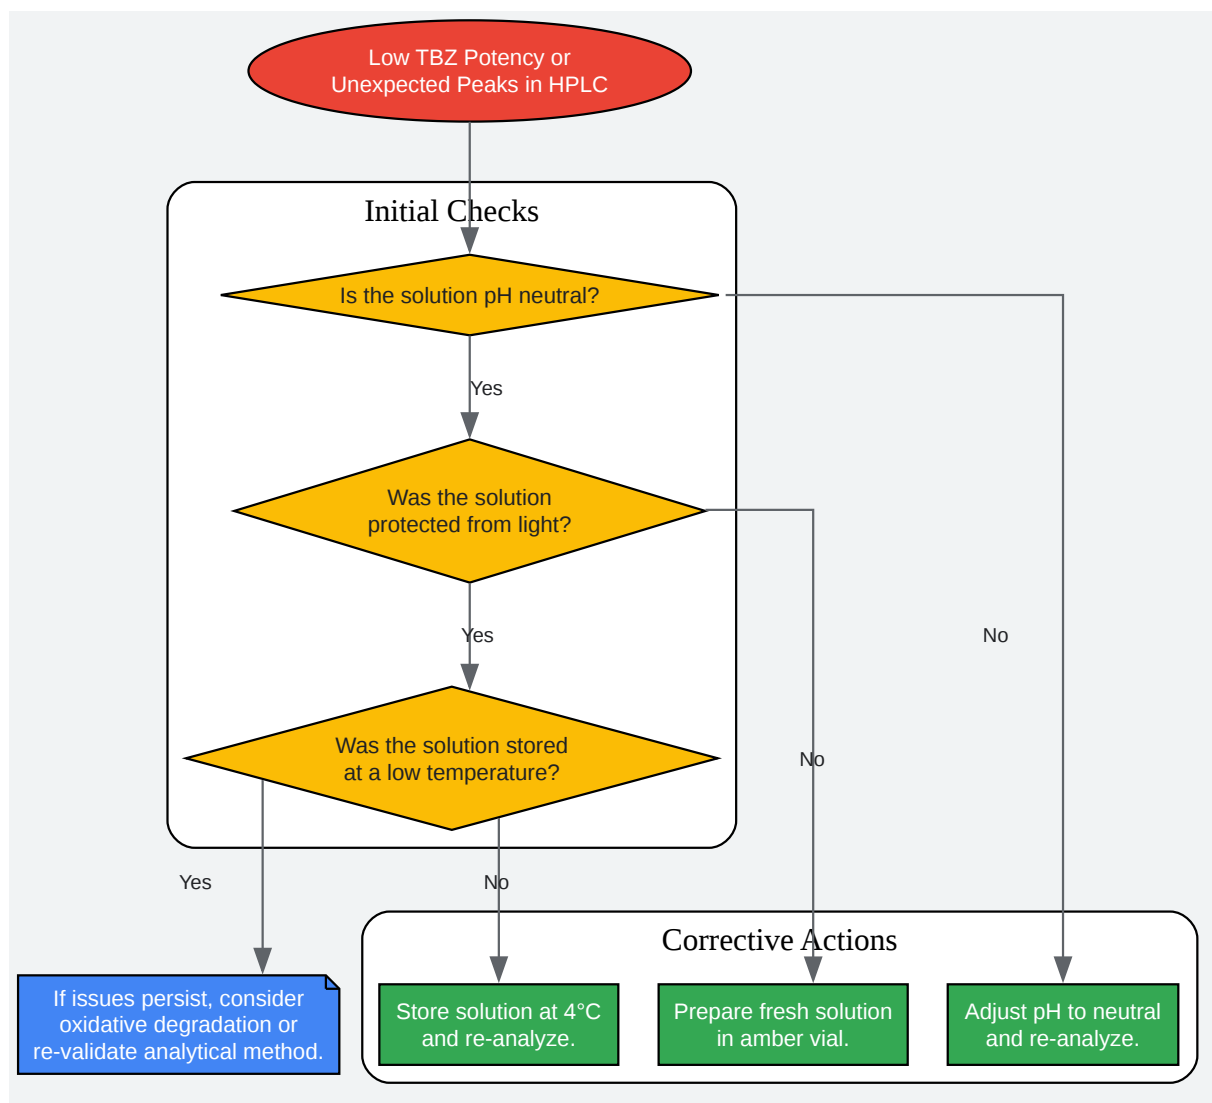 Low TBZ Potency or
Unexpected Peaks in HPLC
Initial Checks
Is the solution pH neutral?
Yes
Was the solution
protected from light?
Yes
No
Was the solution stored
at a low temperature?
No
Yes
No
Corrective Actions
If issues persist, consider
oxidative degradation or
re-validate analytical method.
Store solution at 4°C
and re-analyze.
Prepare fresh solution
in amber vial.
Adjust pH to neutral
and re-analyze.